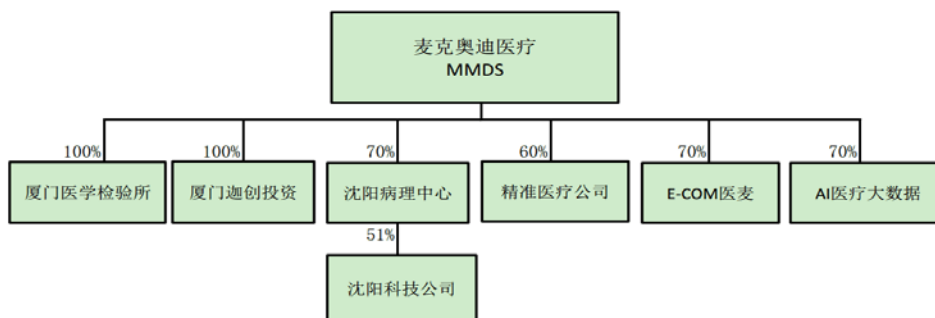 麦克奥迪医疗
MMDS
100%
100%
70%
60%
70%
70%
厦门医学检验所
厦门迦创投资
沈阳病理中心
精准医疗公司
E-COM医麦
AI医疗大数据
51%
沈阳科技公司